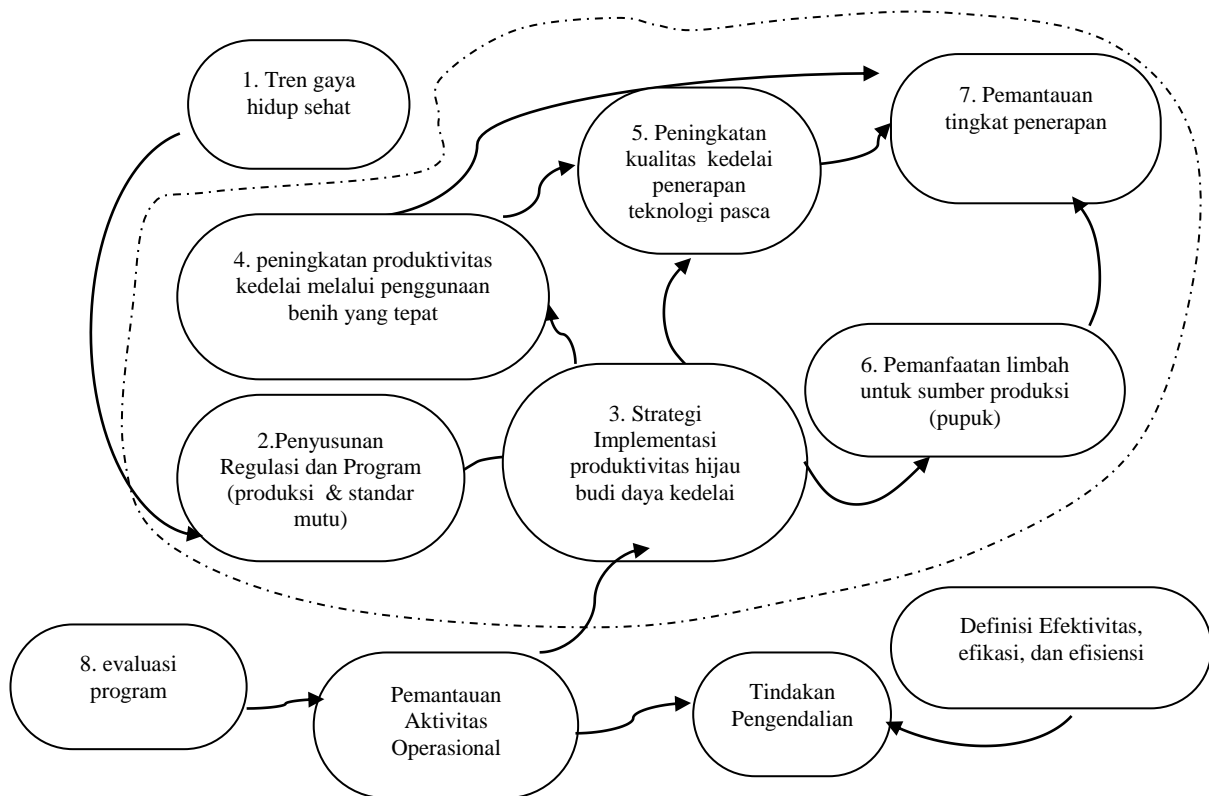 1. Tren gaya
hidup sehat
7. Pemantauan
tingkat penerapan
5. Peningkatan
kualitas kedelai
penerapan
teknologi pasca
4. peningkatan produktivitas
kedelai melalui penggunaan
benih yang tepat
6. Pemanfaatan limbah
untuk sumber produksi
(pupuk)
3. Strategi
Implementasi
produktivitas hijau
budi daya kedelai
2.Penyusunan
Regulasi dan Program
(produksi & standar
mutu)
Definisi Efektivitas,
efikasi, dan efisiensi
8. evaluasi
program
Pemantauan
Aktivitas
Operasional
Tindakan
Pengendalian